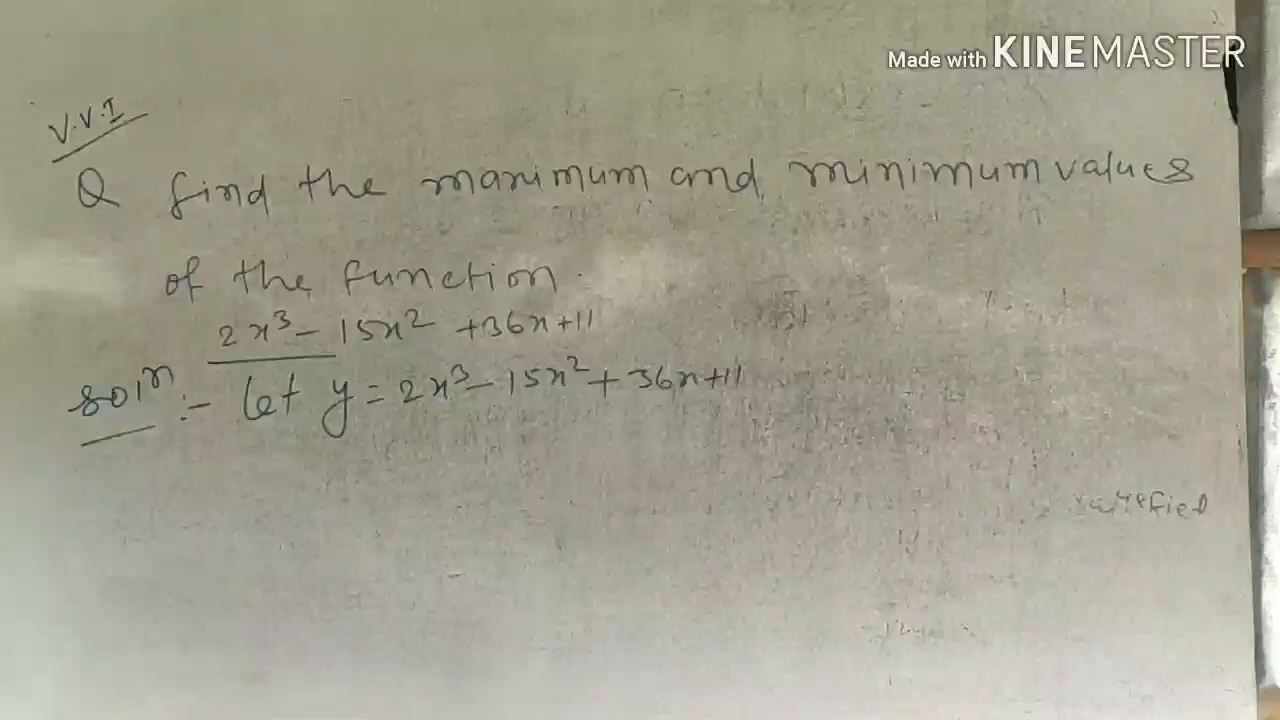 Made with KINEMASTER
V.V.I
Q find the maximum and minimum values
of the function.
2x³ - 15x² + 36x + 11
Solⁿ :- Let y = 2x³ - 15x² + 36x + 11